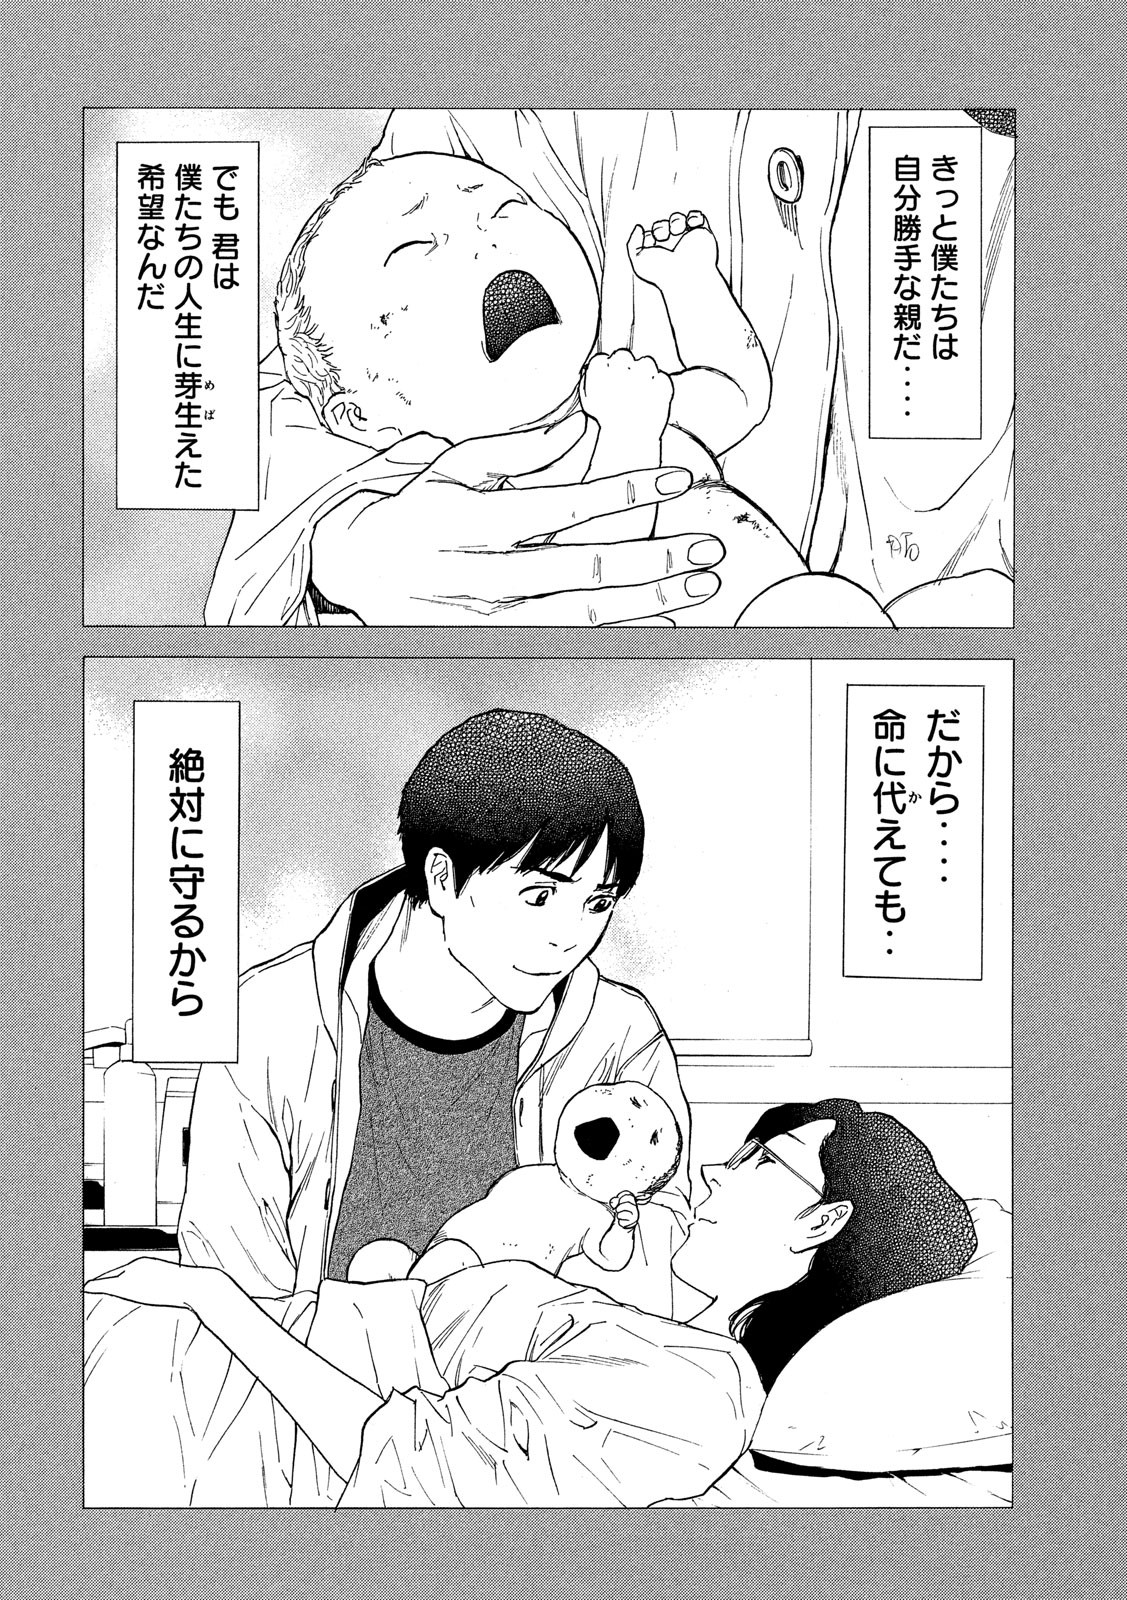 きっと僕たちは
自分勝手な親だ・・・・
でも 君は
僕たちの人生に芽生えた
希望なんだ
だから・・・・
命に代えても・・
絶対に守るから